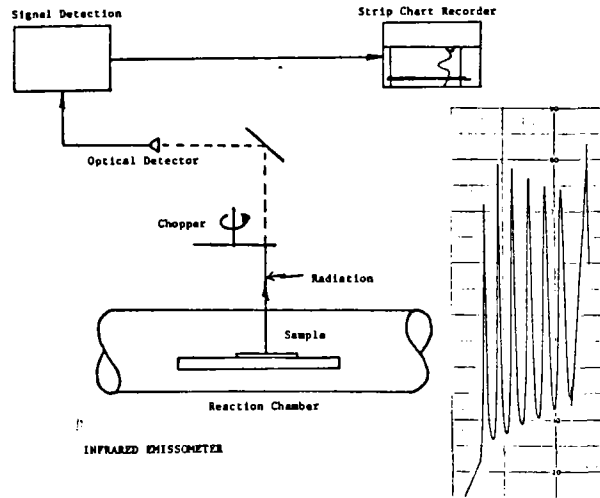 Signal Detection
Strip Chart Recorder
Optical Detector
Chopper
Radiation
Sample
Reaction Chamber
INFRARED EMISSOMETER